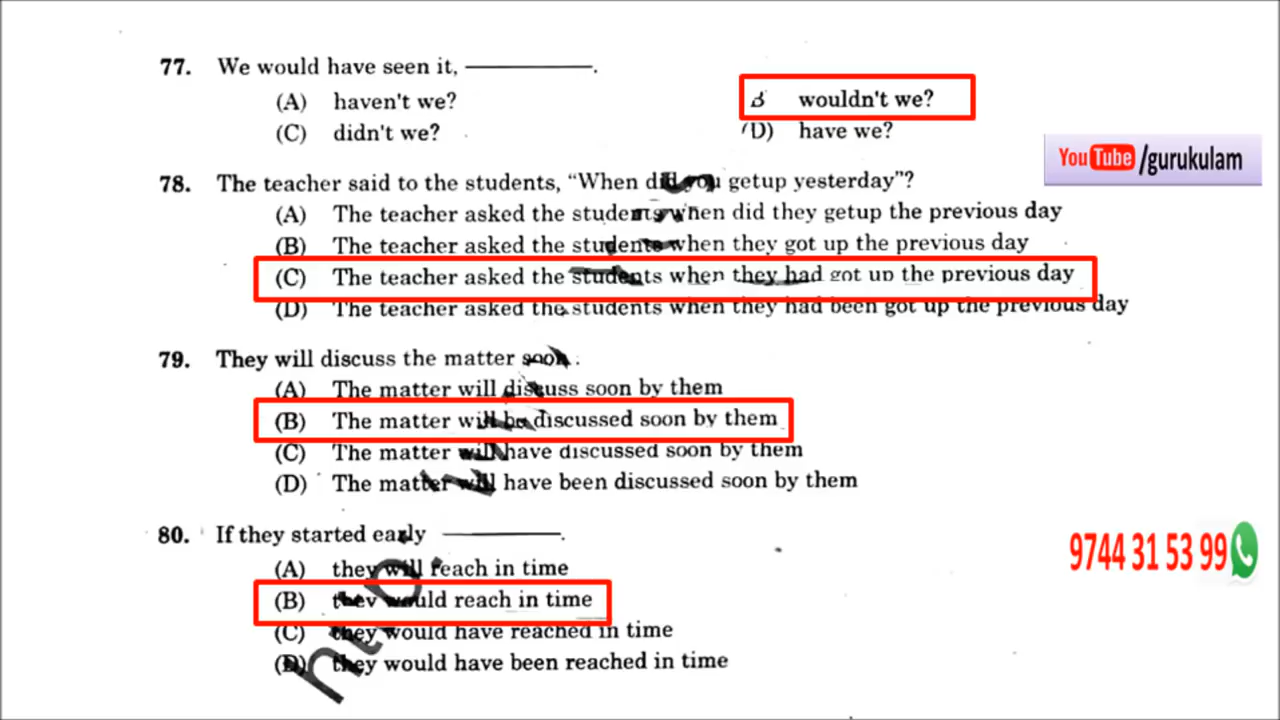 77. We would have seen it, ————.
(A) haven't we? B wouldn't we?
(C) didn't we? (D) have we?
YouTube/gurukulam
78. The teacher said to the students, “When did you getup yesterday”?
(A) The teacher asked the students when did they getup the previous day
(B) The teacher asked the students when they got up the previous day
(C) The teacher asked the students when they had got up the previous day
(D) The teacher asked the students when they had been got up the previous day
79. They will discuss the matter soon.
(A) The matter will discuss soon by them
(B) The matter will be discussed soon by them
(C) The matter will have discussed soon by them
(D) The matter will have been discussed soon by them
80. If they started early ————.
(A) they will reach in time
(B) they would reach in time
(C) they would have reached in time
(D) they would have been reached in time
9744 31 53 99